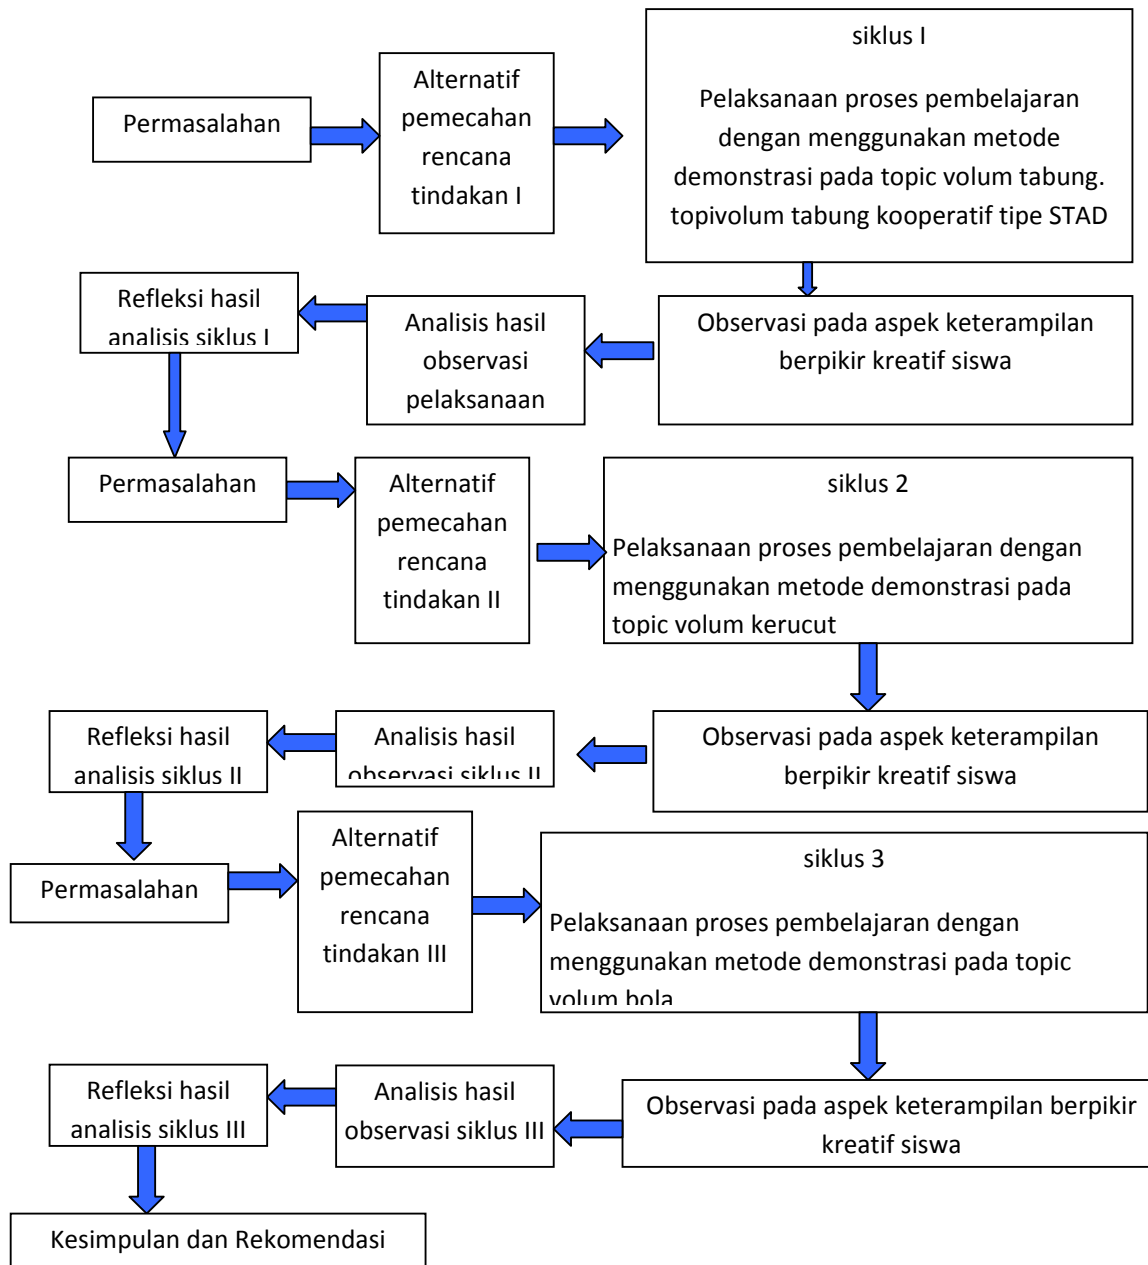 Permasalahan
Alternatif
pemecahan
rencana
tindakan I
siklus I
Pelaksanaan proses pembelajaran
dengan menggunakan metode
demonstrasi pada topic volum tabung.
topivolum tabung kooperatif tipe STAD
Refleksi hasil
analisis siklus I
Analisis hasil
observasi
pelaksanaan
Observasi pada aspek keterampilan
berpikir kreatif siswa
Permasalahan
Alternatif
pemecahan
rencana
tindakan II
siklus 2
Pelaksanaan proses pembelajaran dengan
menggunakan metode demonstrasi pada
topic volum kerucut
Refleksi hasil
analisis siklus II
Analisis hasil
observasi siklus II
Observasi pada aspek keterampilan
berpikir kreatif siswa
Permasalahan
Alternatif
pemecahan
rencana
tindakan III
siklus 3
Pelaksanaan proses pembelajaran dengan
menggunakan metode demonstrasi pada topic
volum bola
Refleksi hasil
analisis siklus III
Analisis hasil
observasi siklus III
Observasi pada aspek keterampilan berpikir
kreatif siswa
Kesimpulan dan Rekomendasi